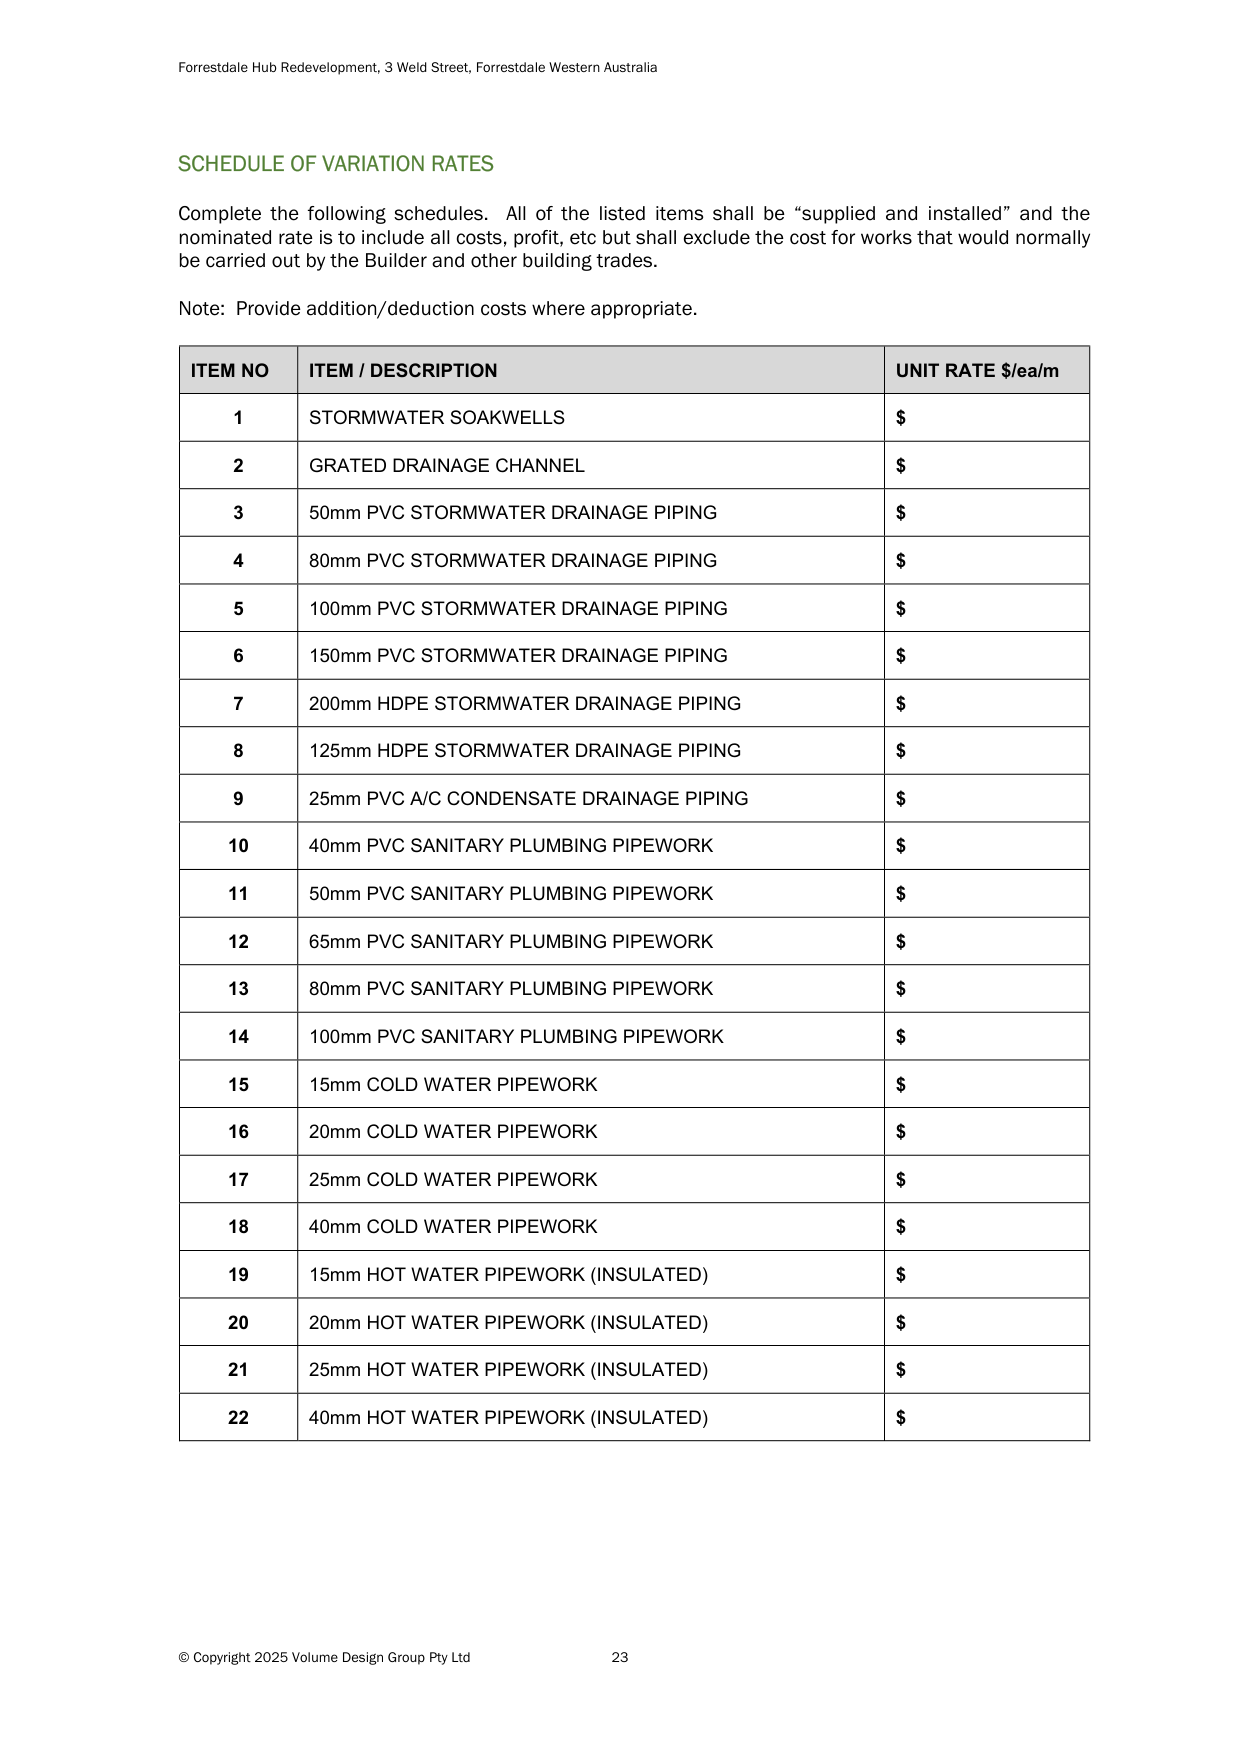 Forrestdale Hub Redevelopment, 3 Weld Street, Forrestdale Western Australia
SCHEDULE OF VARIATION RATES
Complete the following schedules.  All of the listed items shall be “supplied and installed” and the
nominated rate is to include all costs, profit, etc but shall exclude the cost for works that would normally
be carried out by the Builder and other building trades.
Note:  Provide addition/deduction costs where appropriate.
ITEM NO ITEM / DESCRIPTION UNIT RATE $/ea/m
1 STORMWATER SOAKWELLS $
2 GRATED DRAINAGE CHANNEL $
3 50mm PVC STORMWATER DRAINAGE PIPING $
4 80mm PVC STORMWATER DRAINAGE PIPING $
5 100mm PVC STORMWATER DRAINAGE PIPING $
6 150mm PVC STORMWATER DRAINAGE PIPING $
7 200mm HDPE STORMWATER DRAINAGE PIPING $
8 125mm HDPE STORMWATER DRAINAGE PIPING $
9 25mm PVC A/C CONDENSATE DRAINAGE PIPING $
10 40mm PVC SANITARY PLUMBING PIPEWORK $
11 50mm PVC SANITARY PLUMBING PIPEWORK $
12 65mm PVC SANITARY PLUMBING PIPEWORK $
13 80mm PVC SANITARY PLUMBING PIPEWORK $
14 100mm PVC SANITARY PLUMBING PIPEWORK $
15 15mm COLD WATER PIPEWORK $
16 20mm COLD WATER PIPEWORK $
17 25mm COLD WATER PIPEWORK $
18 40mm COLD WATER PIPEWORK $
19 15mm HOT WATER PIPEWORK (INSULATED) $
20 20mm HOT WATER PIPEWORK (INSULATED) $
21 25mm HOT WATER PIPEWORK (INSULATED) $
22 40mm HOT WATER PIPEWORK (INSULATED) $
© Copyright 2025 Volume Design Group Pty Ltd 23